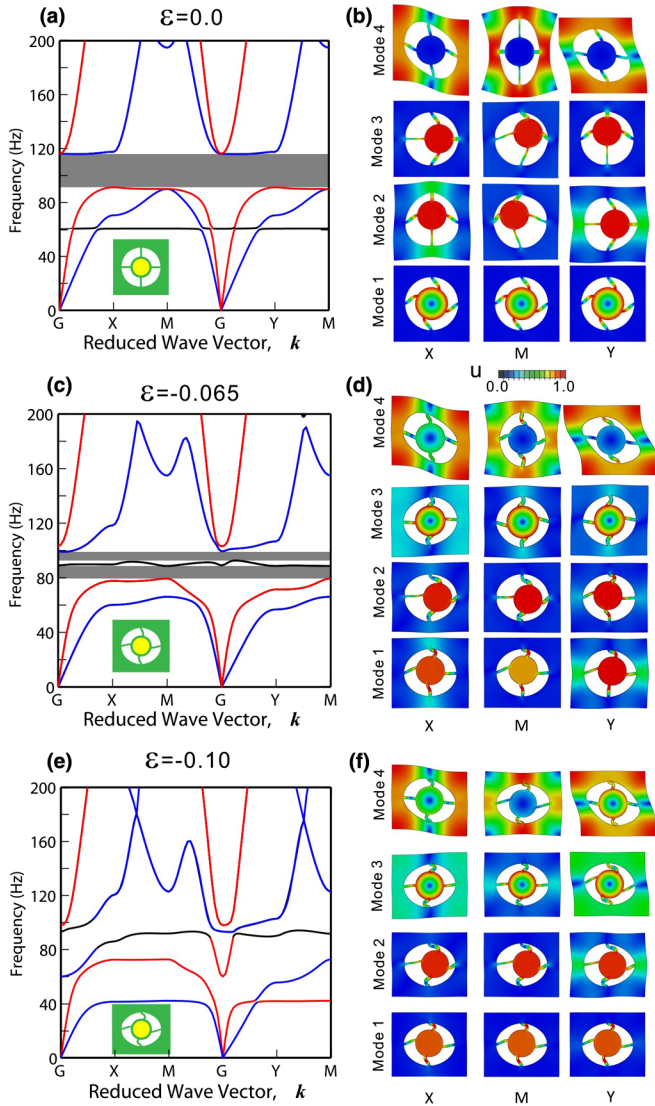 (a)
ε=0.0
200
160
120
80
40
0
Frequency (Hz)
G X M G Y M
Reduced Wave Vector, k
(b)
Mode 4
Mode 3
Mode 2
Mode 1
X M Y
u
0.0 1.0
(c)
ε=-0.065
200
160
120
80
40
0
Frequency (Hz)
G X M G Y M
Reduced Wave Vector, k
(d)
Mode 4
Mode 3
Mode 2
Mode 1
X M Y
(e)
ε=-0.10
200
160
120
80
40
0
Frequency (Hz)
G X M G Y M
Reduced Wave Vector, k
(f)
Mode 4
Mode 3
Mode 2
Mode 1
X M Y